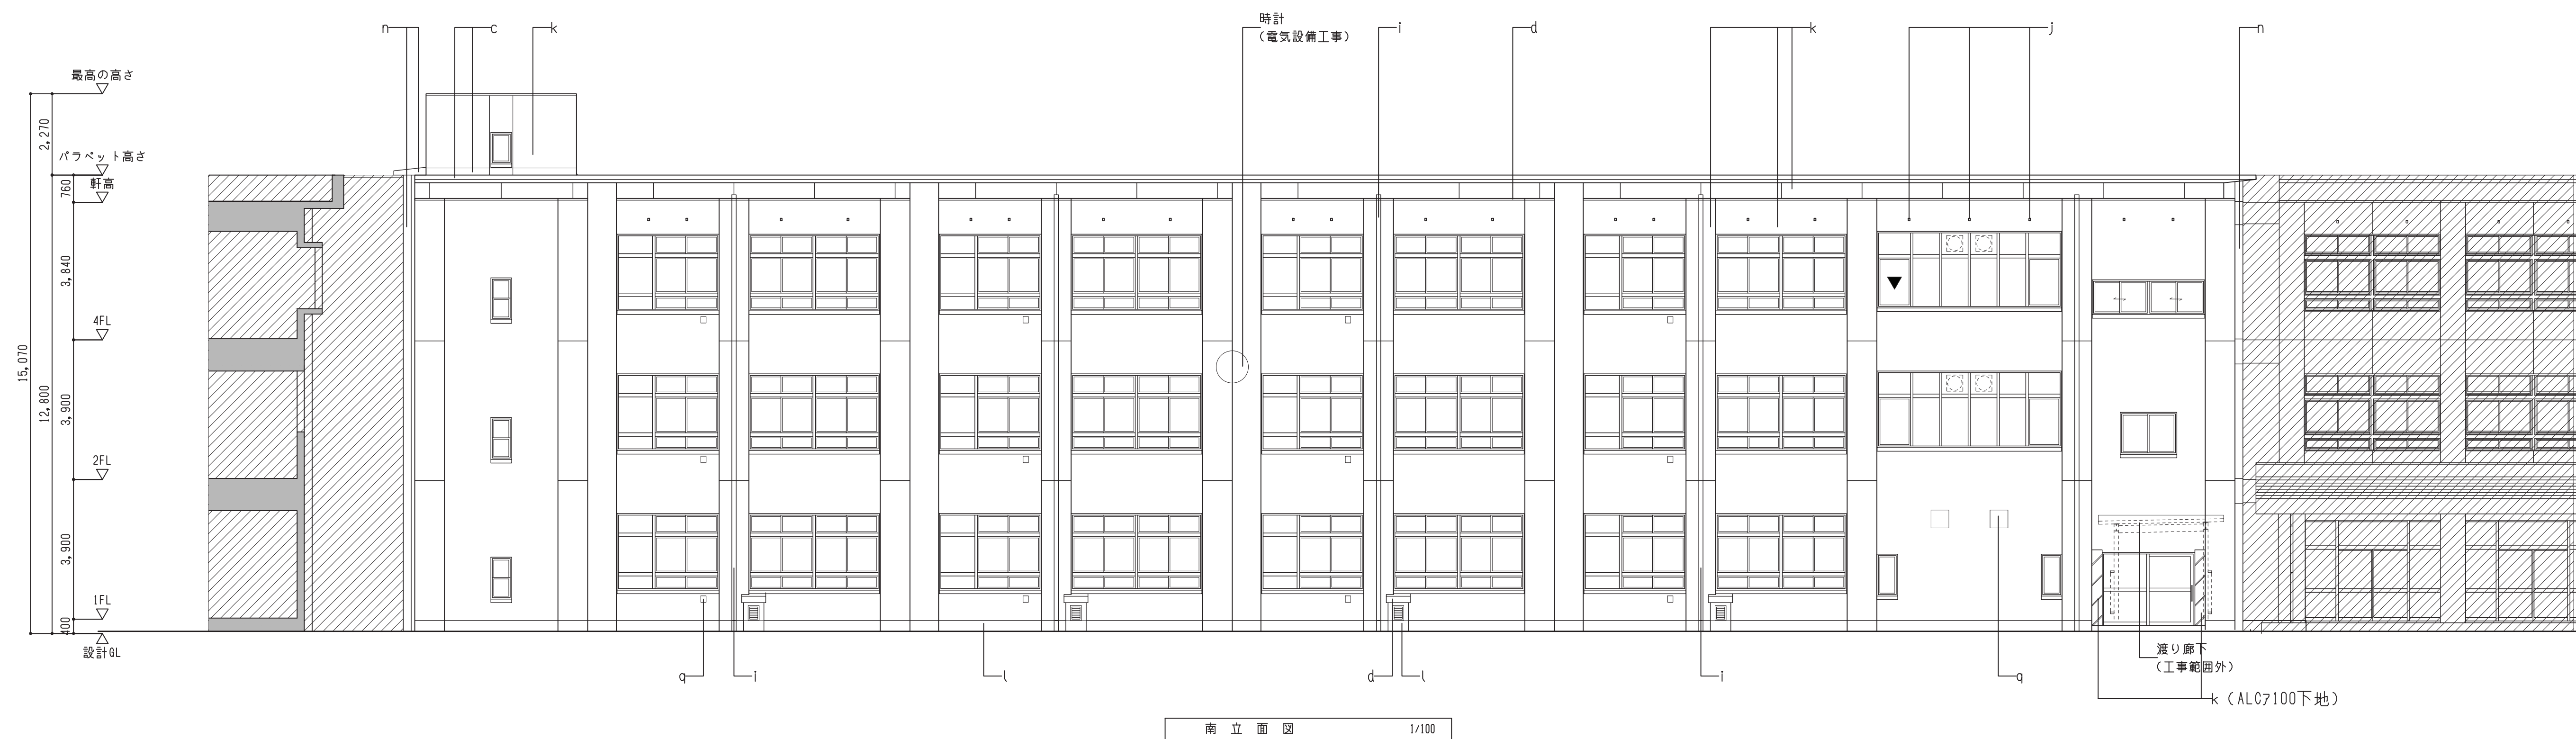 n
c
k
時計
(電気設備工事)
i
d
k
j
n
最高の高さ
パラペット高さ
軒高
4FL
2FL
1FL
設計GL
2,270
760
3,840
3,900
3,900
400
12,800
15,070
q
i
l
d
l
i
q
渡り廊下
(工事範囲外)
k(ALCア100下地)
南立面図 1/100